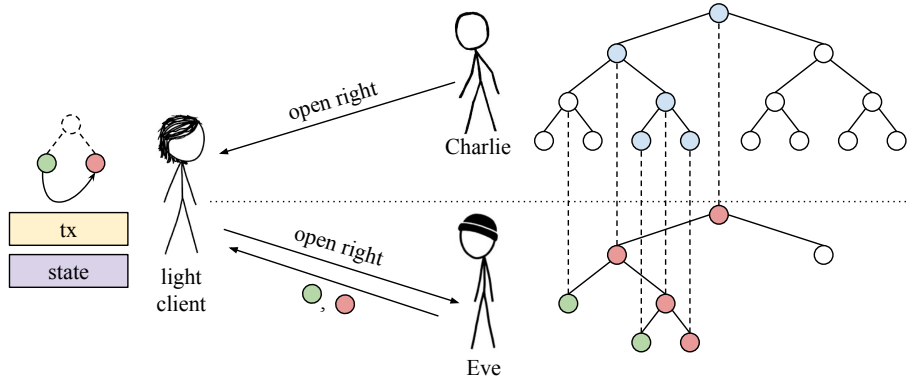 open right
Charlie
tx
state
light
client
open right
,
Eve